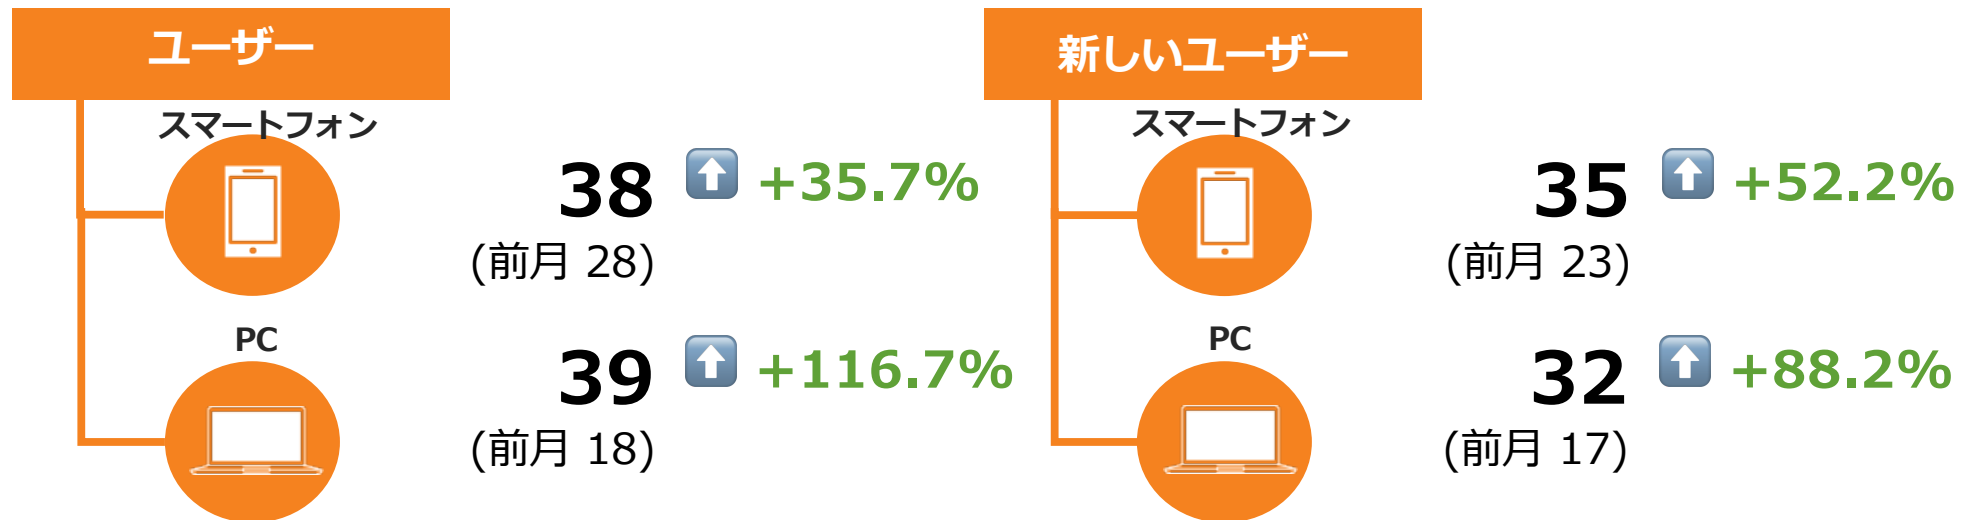 ユーザー
スマートフォン
38 ⬆ +35.7%
(前月 28)
PC
39 ⬆ +116.7%
(前月 18)
新しいユーザー
スマートフォン
35 ⬆ +52.2%
(前月 23)
PC
32 ⬆ +88.2%
(前月 17)